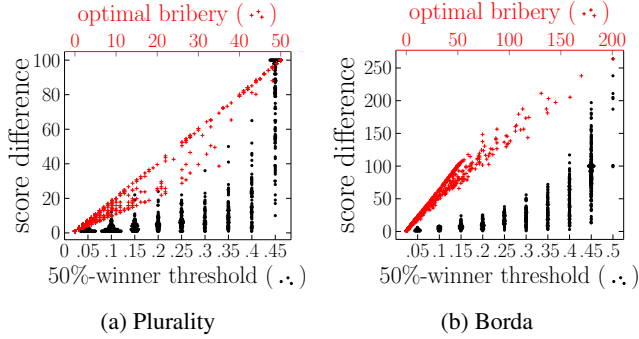 optimal bribery ( ) optimal bribery ( )
0 10 20 30 40 50 0 50 100 150 200
score difference
100
80
60
40
20
0
score difference
250
200
150
100
50
0
0 .05 .1 .15 .2 .25 .3 .35 .4 .45 .05 .1 .15 .2 .25 .3 .35 .4 .45 .5
50%-winner threshold ( ) 50%-winner threshold ( )
(a) Plurality (b) Borda